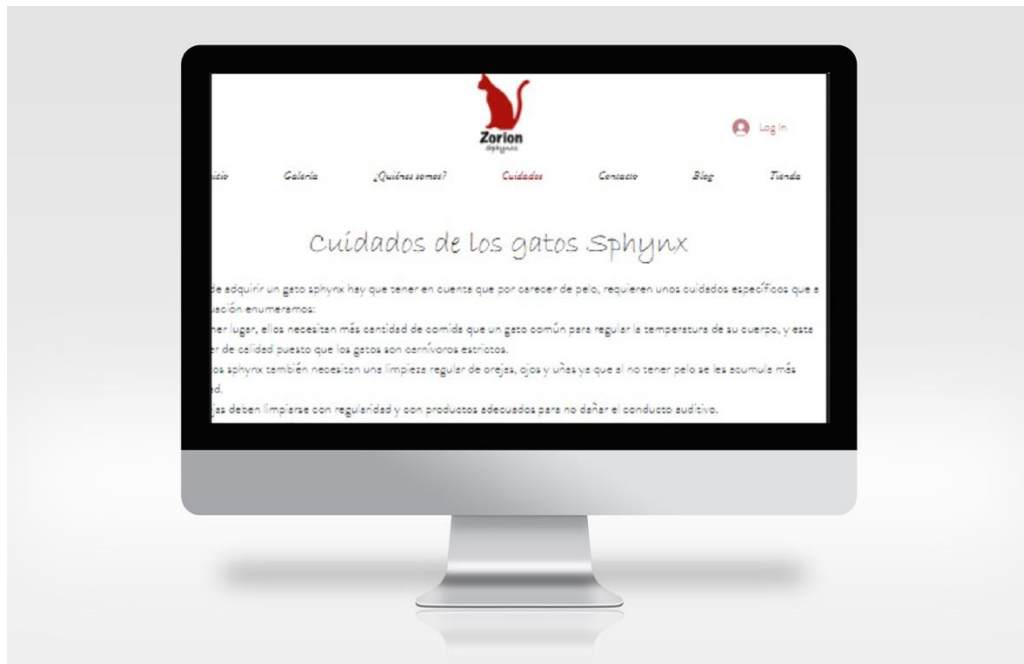 Zorion
Sphynxs
Log In
icio Galería ¿Quiénes somos? Cuidados Contacto Blog Tienda
Cuidados de los gatos Sphynx
de adquirir un gato sphynx hay que tener en cuenta que por carecer de pelo, requieren unos cuidados específicos que a
uación enumeramos:
mer lugar, ellos necesitan más cantidad de comida que un gato común para regular la temperatura de su cuerpo, y esta
er de calidad puesto que los gatos son carnívoros estrictos.
os sphynx también necesitan una limpieza regular de orejas, ojos y uñas ya que al no tener pelo se les acumula más
ad.
jas deben limpiarse con regularidad y con productos adecuados para no dañar el conducto auditivo.